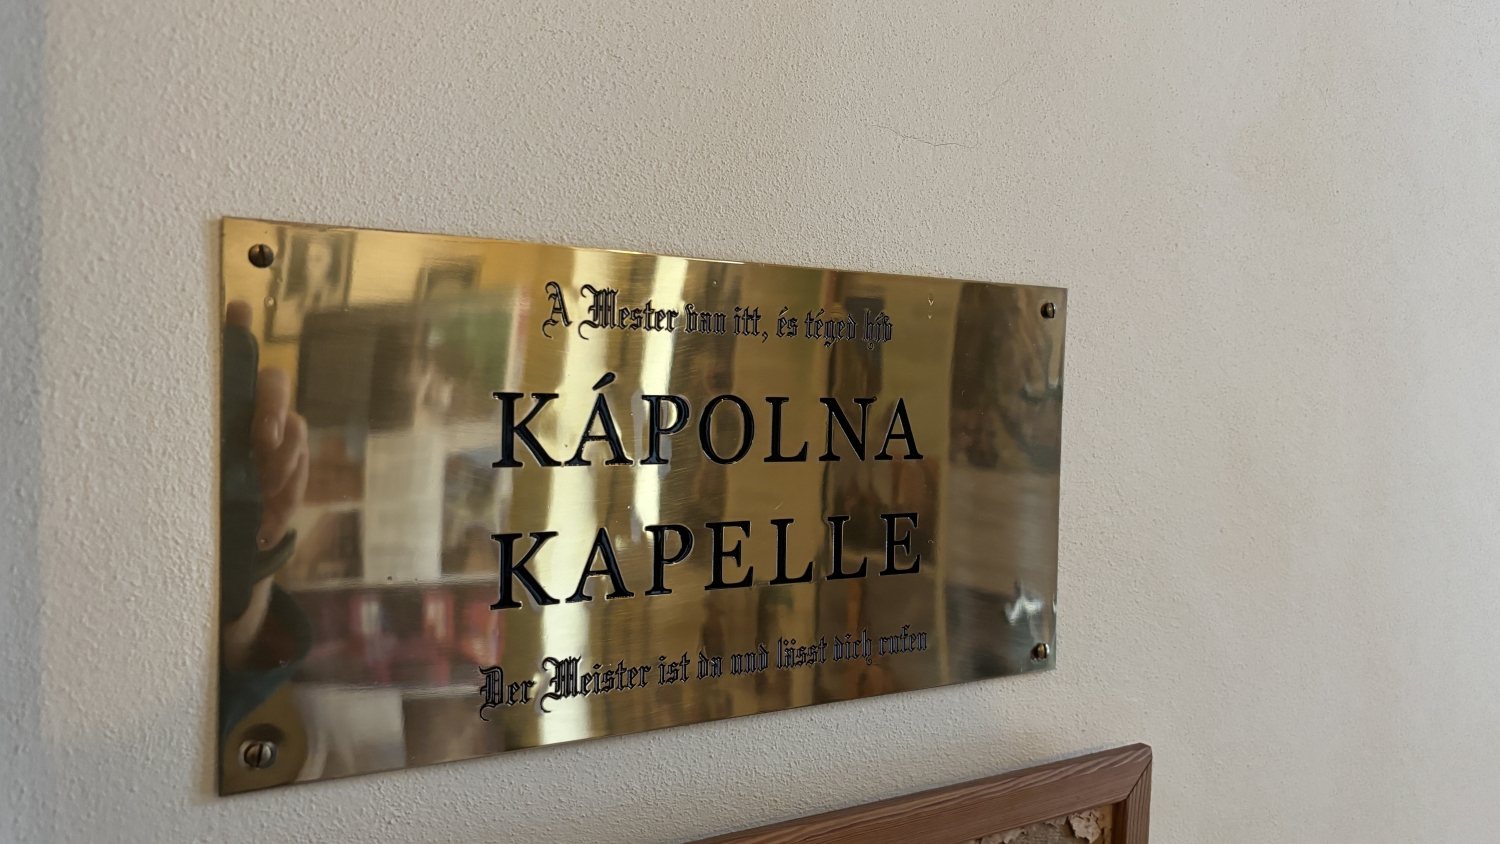 A Mester van itt, és téged hív
KÁPOLNA
KAPELLE
Der Meister ist da und lässt dich rufen